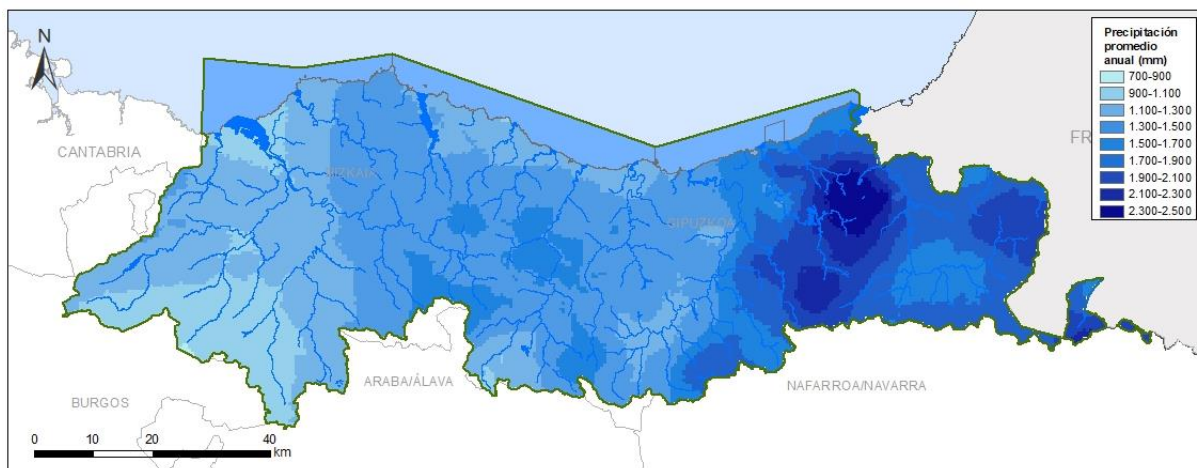 N
Precipitación
promedio
anual (mm)
700-900
900-1.100
1.100-1.300
1.300-1.500
1.500-1.700
1.700-1.900
1.900-2.100
2.100-2.300
2.300-2.500
CANTABRIA
FR
BURGOS
ARABA/ÁLAVA
NAFARROA/NAVARRA
0 10 20 40
km